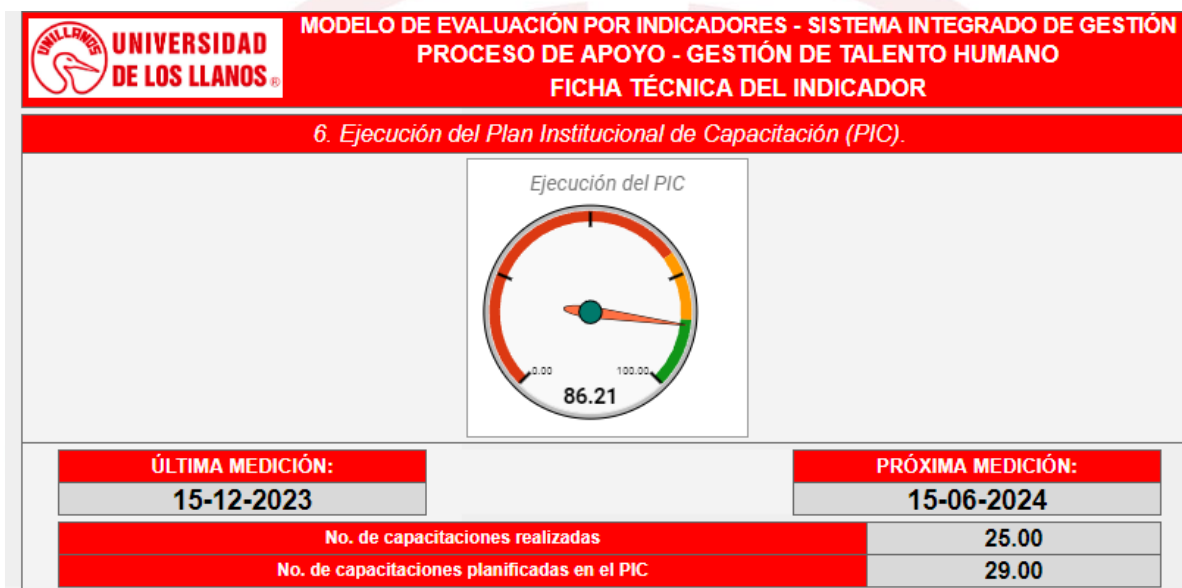 UNILLANOS
UNIVERSIDAD
DE LOS LLANOS ®
MODELO DE EVALUACIÓN POR INDICADORES - SISTEMA INTEGRADO DE GESTIÓN
PROCESO DE APOYO - GESTIÓN DE TALENTO HUMANO
FICHA TÉCNICA DEL INDICADOR
6. Ejecución del Plan Institucional de Capacitación (PIC).
Ejecución del PIC
0.00 100.00
86.21
ÚLTIMA MEDICIÓN: PRÓXIMA MEDICIÓN:
15-12-2023 15-06-2024
No. de capacitaciones realizadas 25.00
No. de capacitaciones planificadas en el PIC 29.00